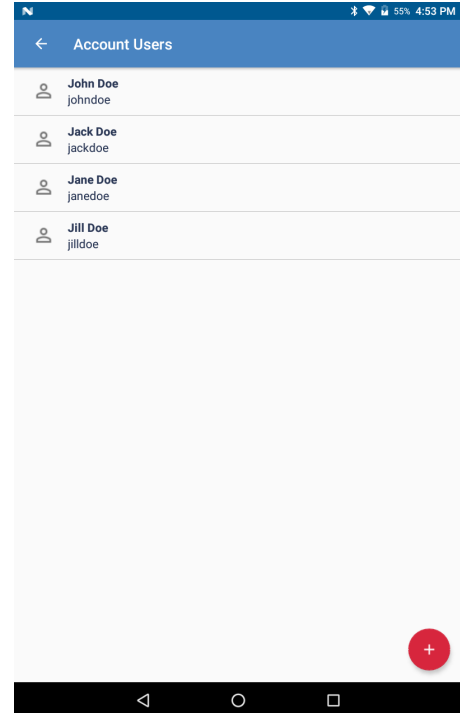 55% 4:53 PM
Account Users
John Doe
johndoe
Jack Doe
jackdoe
Jane Doe
janedoe
Jill Doe
jilldoe